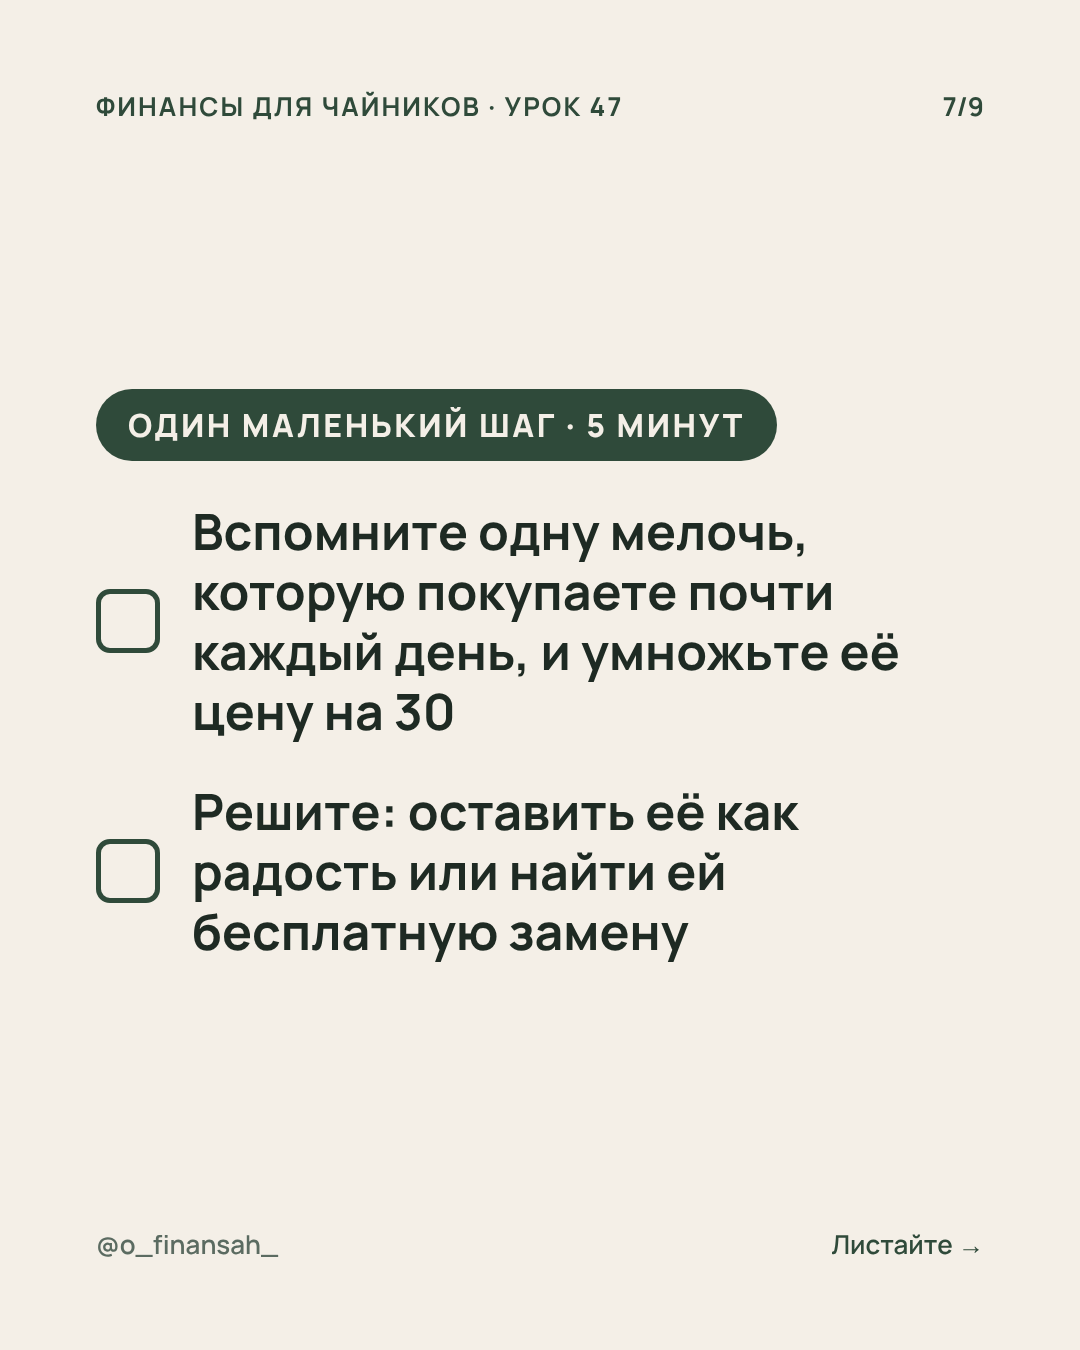 ФИНАНСЫ ДЛЯ ЧАЙНИКОВ · УРОК 47
7/9
ОДИН МАЛЕНЬКИЙ ШАГ · 5 МИНУТ
Вспомните одну мелочь,
которую покупаете почти
каждый день, и умножьте её
цену на 30
Решите: оставить её как
радость или найти ей
бесплатную замену
@o_finansah_
Листайте →